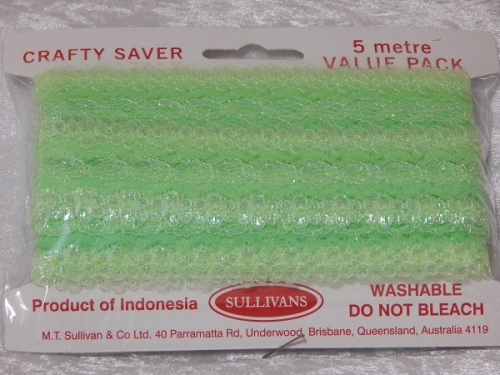 CRAFTY SAVER
5 metre
VALUE PACK
Product of Indonesia
SULLIVANS
WASHABLE
DO NOT BLEACH
M.T. Sullivan & Co Ltd. 40 Parramatta Rd, Underwood, Brisbane, Queensland, Australia 4119